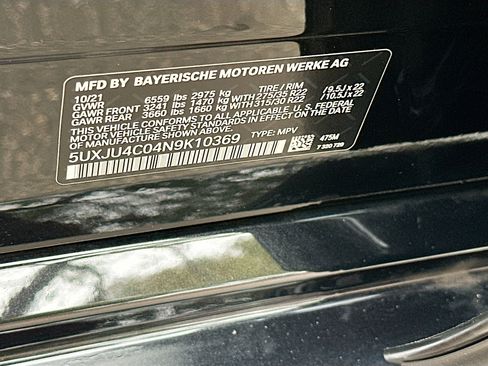 MFD BY BAYERISCHE MOTOREN WERKE AG
10/21 TIRE / RIM
GVWR 6559 lbs 2975 kg
GAWR FRONT 3241 lbs 1470 kg WITH 275/35 R22 / 9.5J x 22
GAWR REAR 3660 lbs 1660 kg WITH 315/30 R22 / 10.5J x 22
THIS VEHICLE CONFORMS TO ALL APPLICABLE U. S. FEDERAL
MOTOR VEHICLE SAFETY STANDARDS IN EFFECT ON THE DATE OF MANUFACTURE SHOWN ABOVE.
5UXJU4C04N9K10369 TYPE: MPV 475M
7 320 729